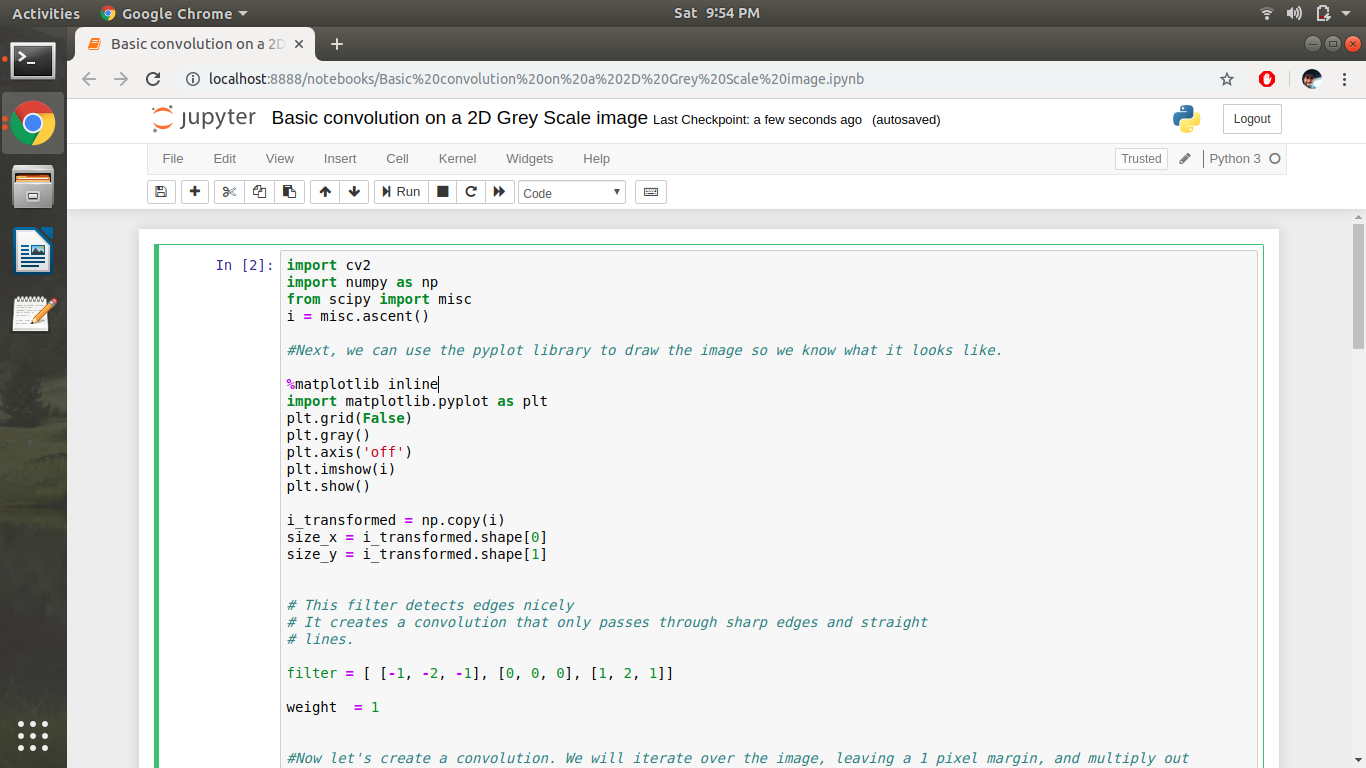 Activities Google Chrome Sat 9:54 PM
Basic convolution on a 2D
localhost:8888/notebooks/Basic%20convolution%20on%20a%202D%20Grey%20Scale%20image.ipynb
jupyter Basic convolution on a 2D Grey Scale image Last Checkpoint: a few seconds ago (autosaved) Logout
File Edit View Insert Cell Kernel Widgets Help Trusted Python 3
Run Code
In [2]: import cv2
import numpy as np
from scipy import misc
i = misc.ascent()
#Next, we can use the pyplot library to draw the image so we know what it looks like.
%matplotlib inline
import matplotlib.pyplot as plt
plt.grid(False)
plt.gray()
plt.axis('off')
plt.imshow(i)
plt.show()
i_transformed = np.copy(i)
size_x = i_transformed.shape[0]
size_y = i_transformed.shape[1]
# This filter detects edges nicely
# It creates a convolution that only passes through sharp edges and straight
# lines.
filter = [ [-1, -2, -1], [0, 0, 0], [1, 2, 1]]
weight  = 1
#Now let's create a convolution. We will iterate over the image, leaving a 1 pixel margin, and multiply out